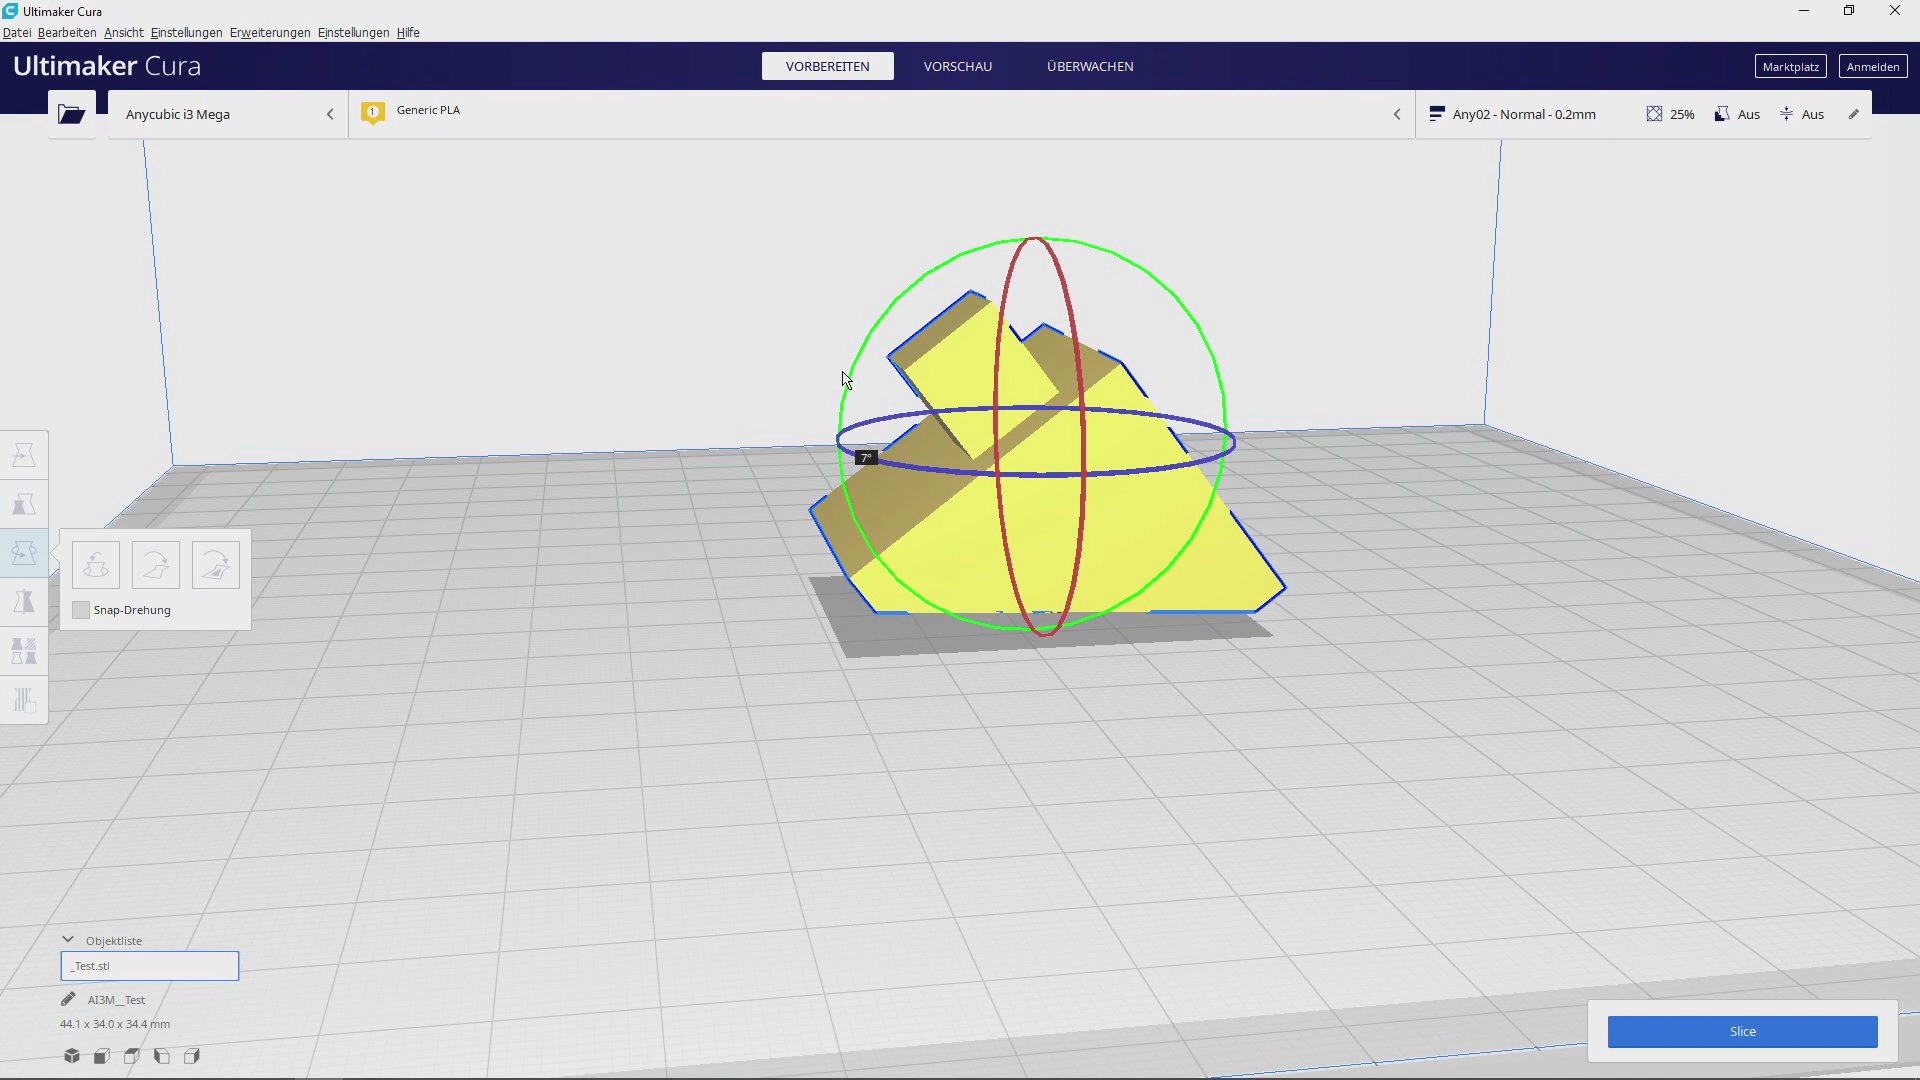 Ultimaker Cura
Datei Bearbeiten Ansicht Einstellungen Erweiterungen Einstellungen Hilfe
Ultimaker Cura
VORBEREITEN VORSCHAU ÜBERWACHEN
Marktplatz Anmelden
Anycubic i3 Mega
1
Generic PLA
Any02 - Normal - 0.2mm
25%
Aus
Aus
7°
Snap-Drehung
Objektliste
_Test.stl
AI3M__Test
44.1 x 34.0 x 34.4 mm
Slice